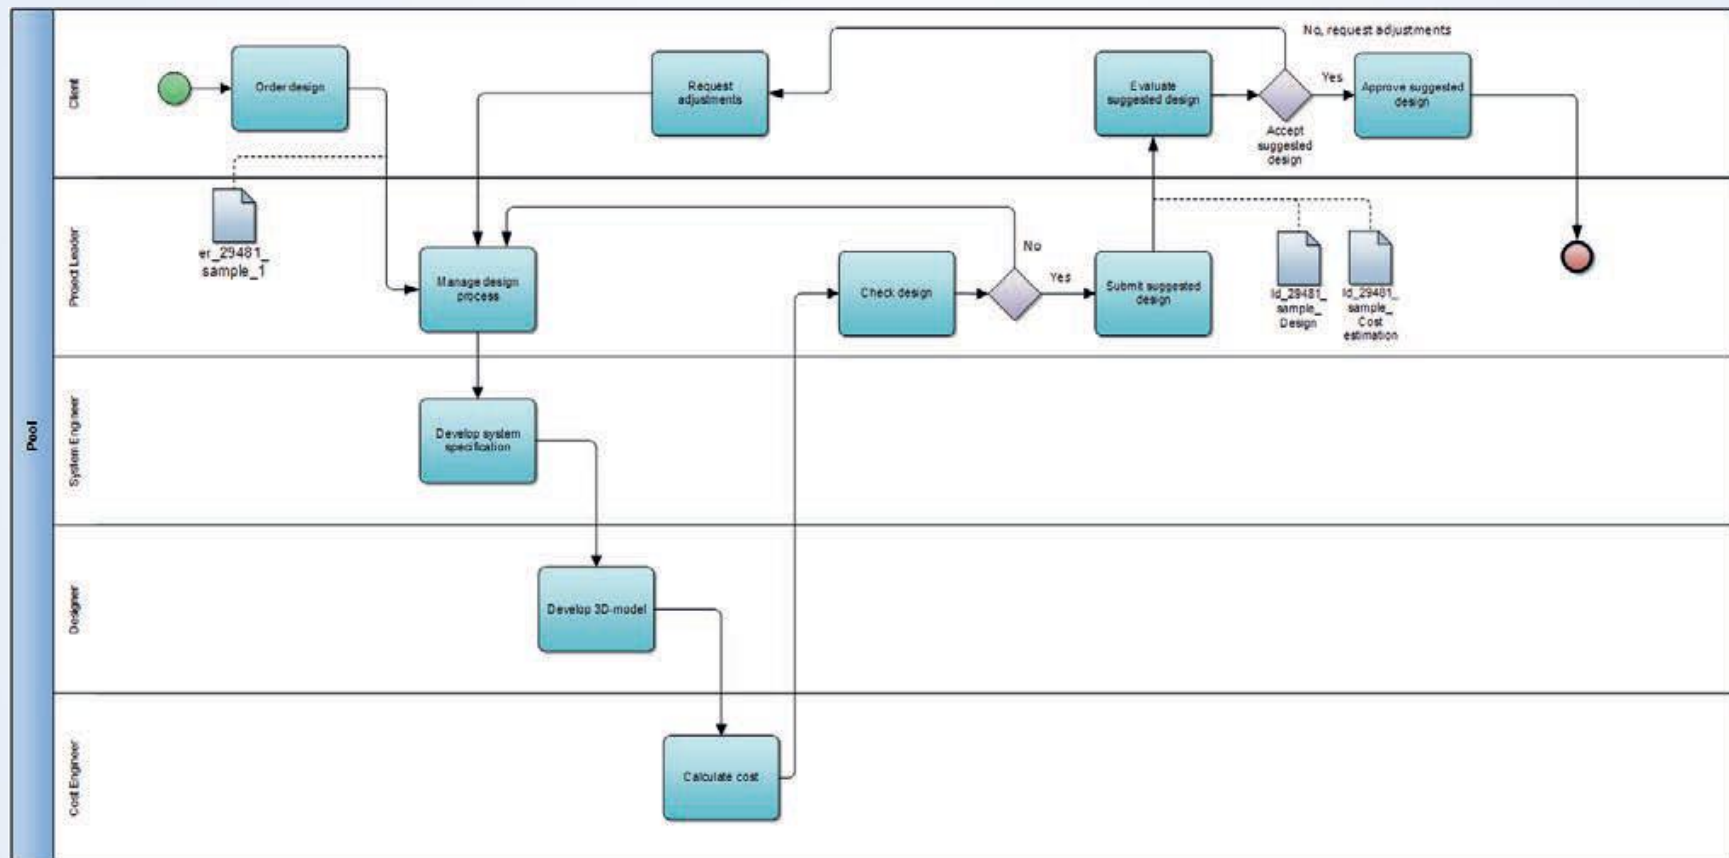 Pool
Client
Order design
Request
adjustments
Evaluate
suggested design
No, request adjustments
Yes
Accept
suggested
design
Approve suggested
design
Project Leader
er_29481_
sample_1
Manage design
process
Check design
No
Yes
Submit suggested
design
Id_29481_
sample_
Design
Id_29481_
sample_
Cost
estimation
System Engineer
Develop system
specification
Designer
Develop 3D-model
Cost Engineer
Calculate cost